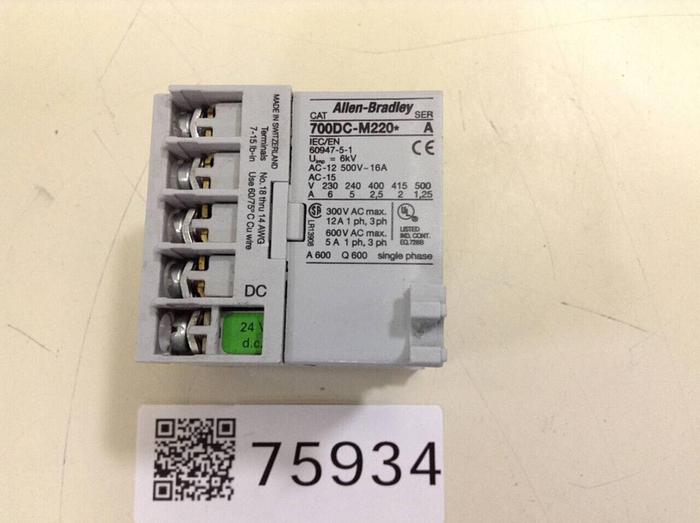 MADE IN SWITZERLAND
Terminals No. 18 thru 14 AWG
7-15 lb-in Use 60/75°C Cu wire
DC
24 V
d.c.
Allen-Bradley
CAT SER
700DC-M220* A
IEC/EN
60947-5-1
Uimp = 6kV
AC-12 500V~16A
AC-15
V 230 240 400 415 500
A 6 5 2,5 2 1,25
CE
300V AC max.
12A 1 ph, 3 ph
600V AC max.
5 A 1 ph, 3 ph
LR13908
UL
LISTED
IND. CONT.
EQ.728B
A 600 Q 600 single phase
75934